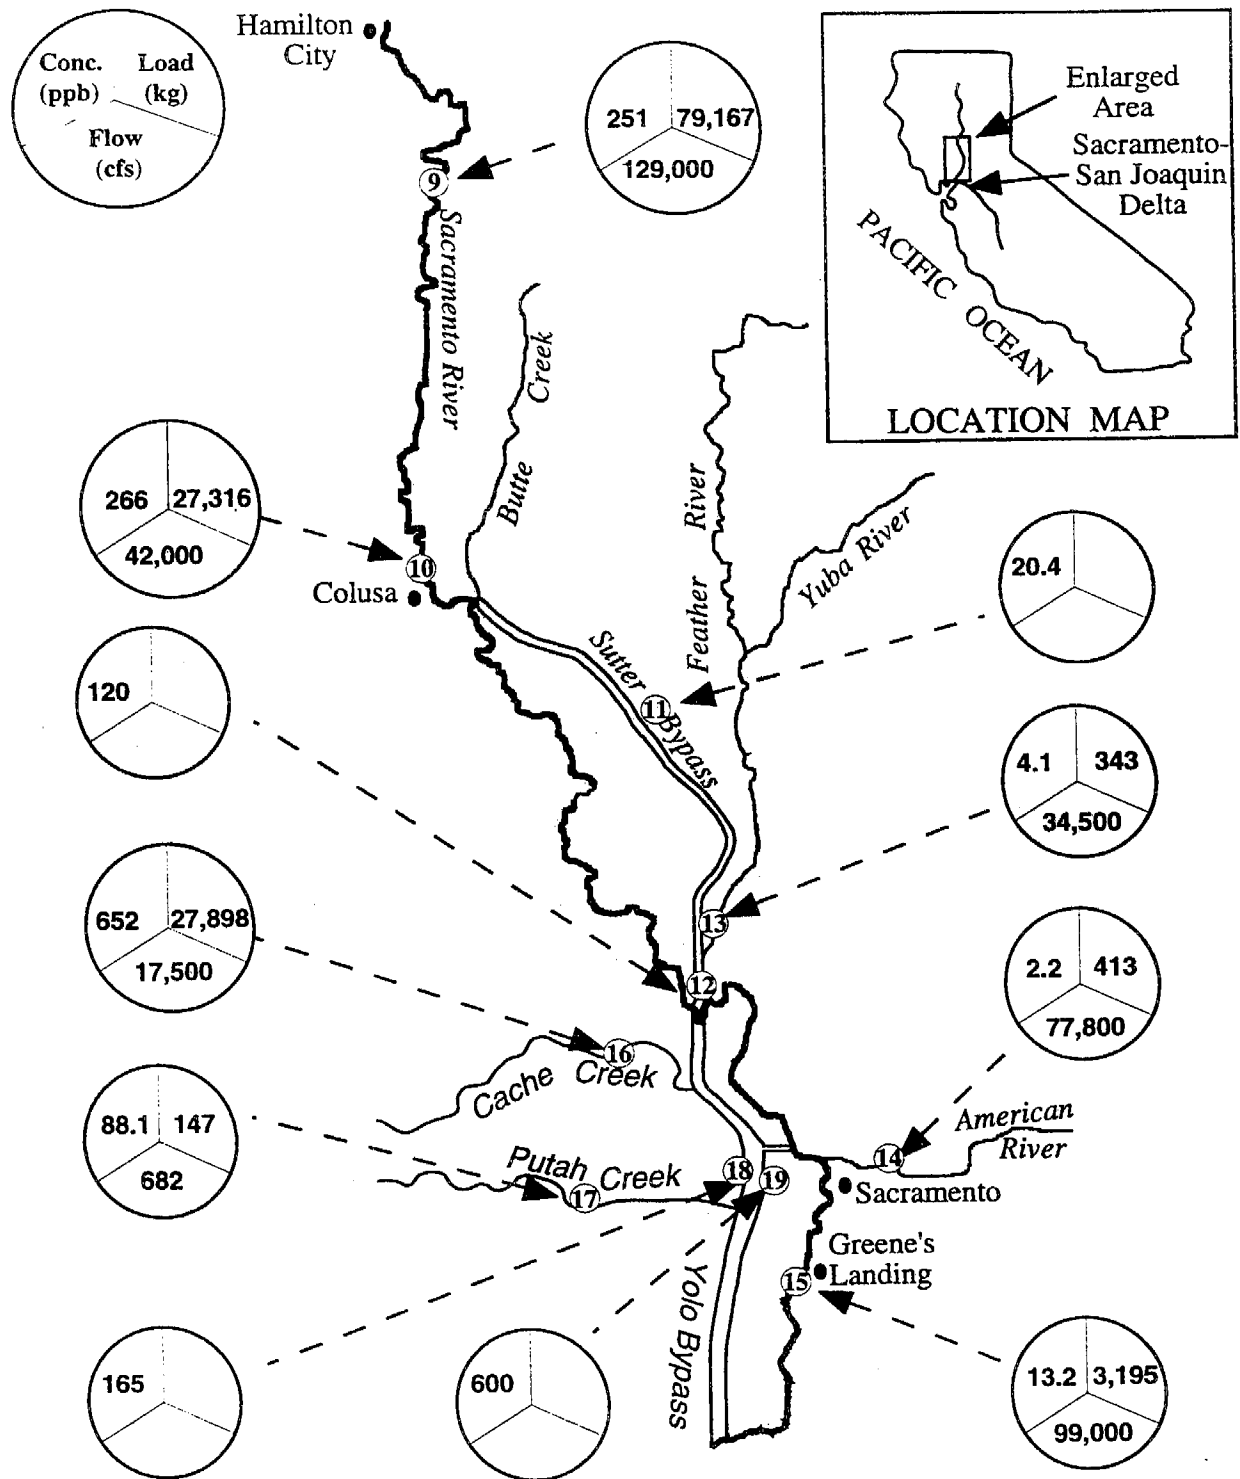 Hamilton
City
Conc.
(ppb)
Load
(kg)
Flow
(cfs)
251
79,167
129,000
9
Sacramento River
Enlarged
Area
Sacramento-
San Joaquin
Delta
PACIFIC OCEAN
LOCATION MAP
Butte Creek
Feather River
Yuba River
266
27,316
42,000
10
Colusa
20.4
Sutter Bypass
11
120
4.1
343
34,500
13
652
27,898
17,500
12
2.2
413
77,800
16
Cache Creek
88.1
147
682
American
River
14
Putah Creek
17
18
19
Sacramento
Greene's
Landing
15
Yolo Bypass
165
600
13.2
3,195
99,000